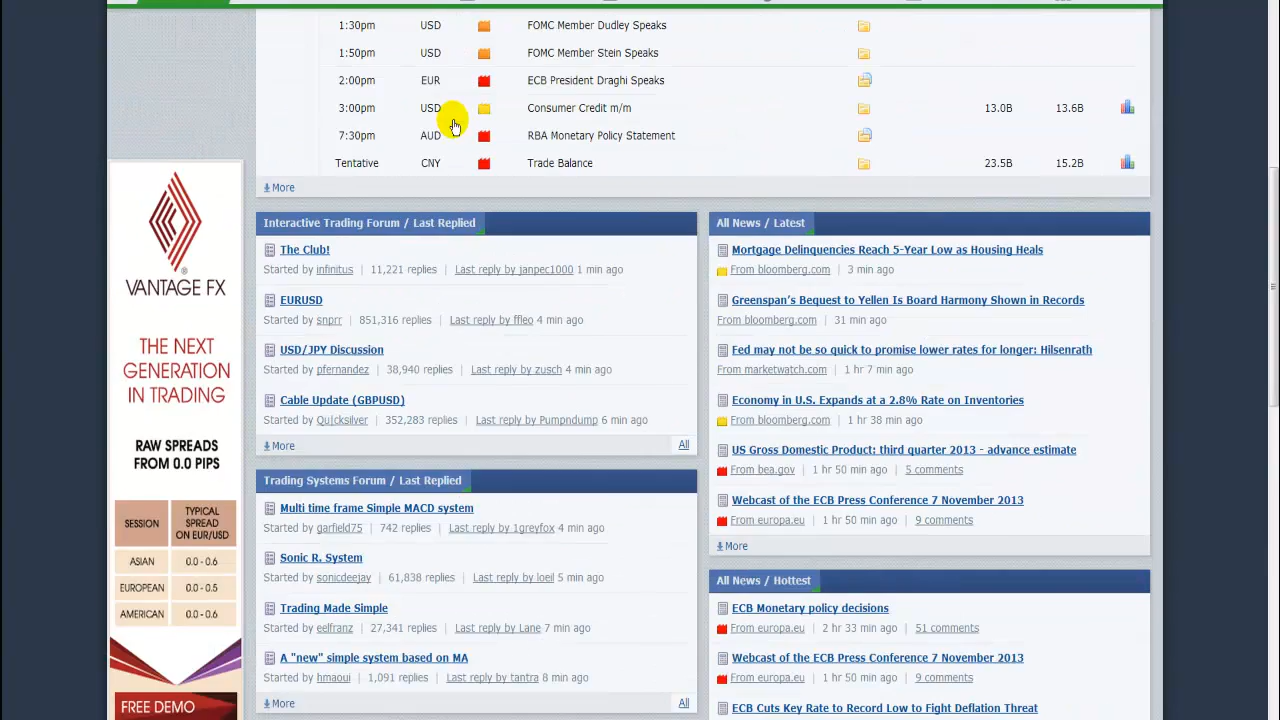 1:30pm USD FOMC Member Dudley Speaks
1:50pm USD FOMC Member Stein Speaks
2:00pm EUR ECB President Draghi Speaks
3:00pm USD Consumer Credit m/m 13.0B 13.6B
7:30pm AUD RBA Monetary Policy Statement
Tentative CNY Trade Balance 23.5B 15.2B
More
Interactive Trading Forum / Last Replied
The Club!
Started by infinitus | 11,221 replies | Last reply by janpec1000 1 min ago
EURUSD
Started by snprr | 851,316 replies | Last reply by ffleo 4 min ago
USD/JPY Discussion
Started by pfernandez | 38,940 replies | Last reply by zusch 4 min ago
Cable Update (GBPUSD)
Started by Qu|cksilver | 352,283 replies | Last reply by Pumpndump 6 min ago
More All
Trading Systems Forum / Last Replied
Multi time frame Simple MACD system
Started by garfield75 | 742 replies | Last reply by 1greyfox 4 min ago
Sonic R. System
Started by sonicdeejay | 61,838 replies | Last reply by loeil 5 min ago
Trading Made Simple
Started by eelfranz | 27,341 replies | Last reply by Lane 7 min ago
A "new" simple system based on MA
Started by hmaoui | 1,091 replies | Last reply by tantra 8 min ago
More All
All News / Latest
Mortgage Delinquencies Reach 5-Year Low as Housing Heals
From bloomberg.com | 3 min ago
Greenspan's Bequest to Yellen Is Board Harmony Shown in Records
From bloomberg.com | 31 min ago
Fed may not be so quick to promise lower rates for longer: Hilsenrath
From marketwatch.com | 1 hr 7 min ago
Economy in U.S. Expands at a 2.8% Rate on Inventories
From bloomberg.com | 1 hr 38 min ago
US Gross Domestic Product: third quarter 2013 - advance estimate
From bea.gov | 1 hr 50 min ago | 5 comments
Webcast of the ECB Press Conference 7 November 2013
From europa.eu | 1 hr 50 min ago | 9 comments
More
All News / Hottest
ECB Monetary policy decisions
From europa.eu | 2 hr 33 min ago | 51 comments
Webcast of the ECB Press Conference 7 November 2013
From europa.eu | 1 hr 50 min ago | 9 comments
ECB Cuts Key Rate to Record Low to Fight Deflation Threat
VANTAGE FX
THE NEXT
GENERATION
IN TRADING
RAW SPREADS
FROM 0.0 PIPS
SESSION TYPICAL
SPREAD
ON EUR/USD
ASIAN 0.0 - 0.6
EUROPEAN 0.0 - 0.5
AMERICAN 0.0 - 0.6
FREE DEMO